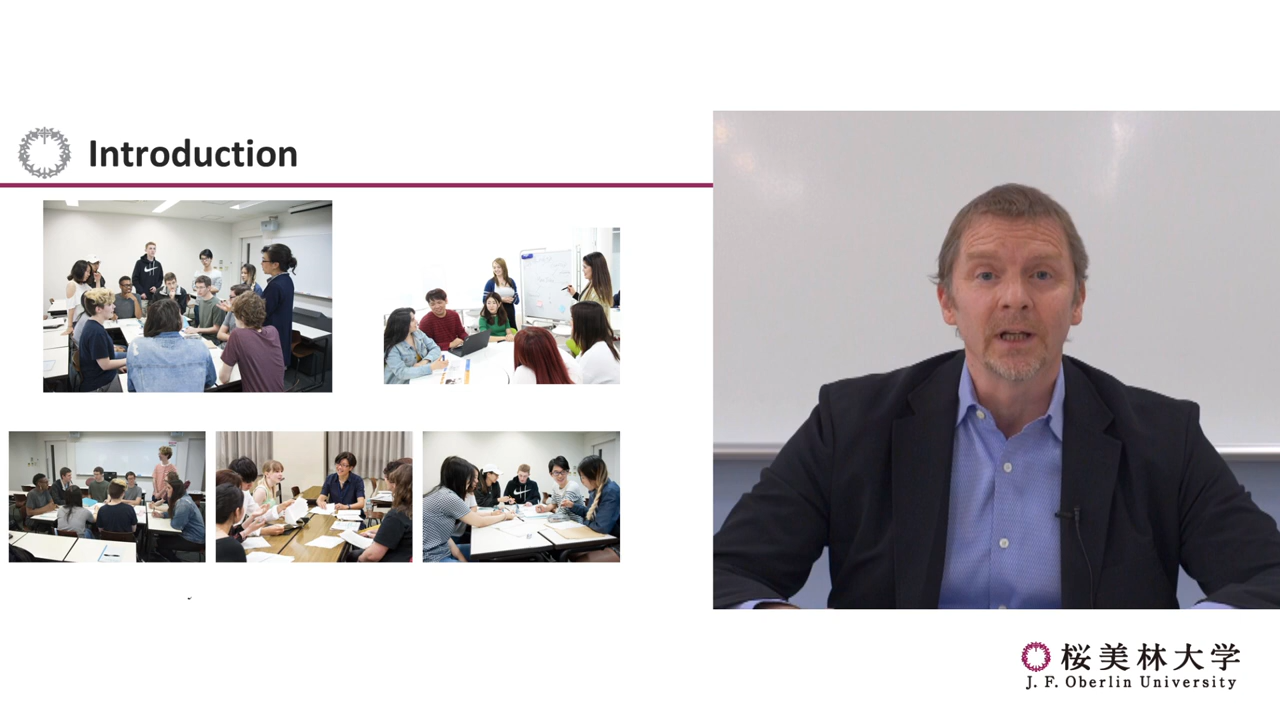 Introduction
桜美林大学
J. F. Oberlin University